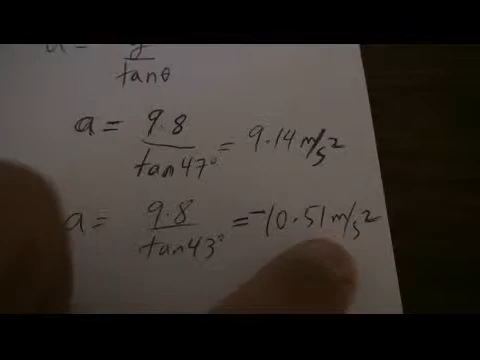 a = g/tanθ
a = 9.8/tan47° = 9.14 m/s²
a = 9.8/tan43° = -10.51 m/s²